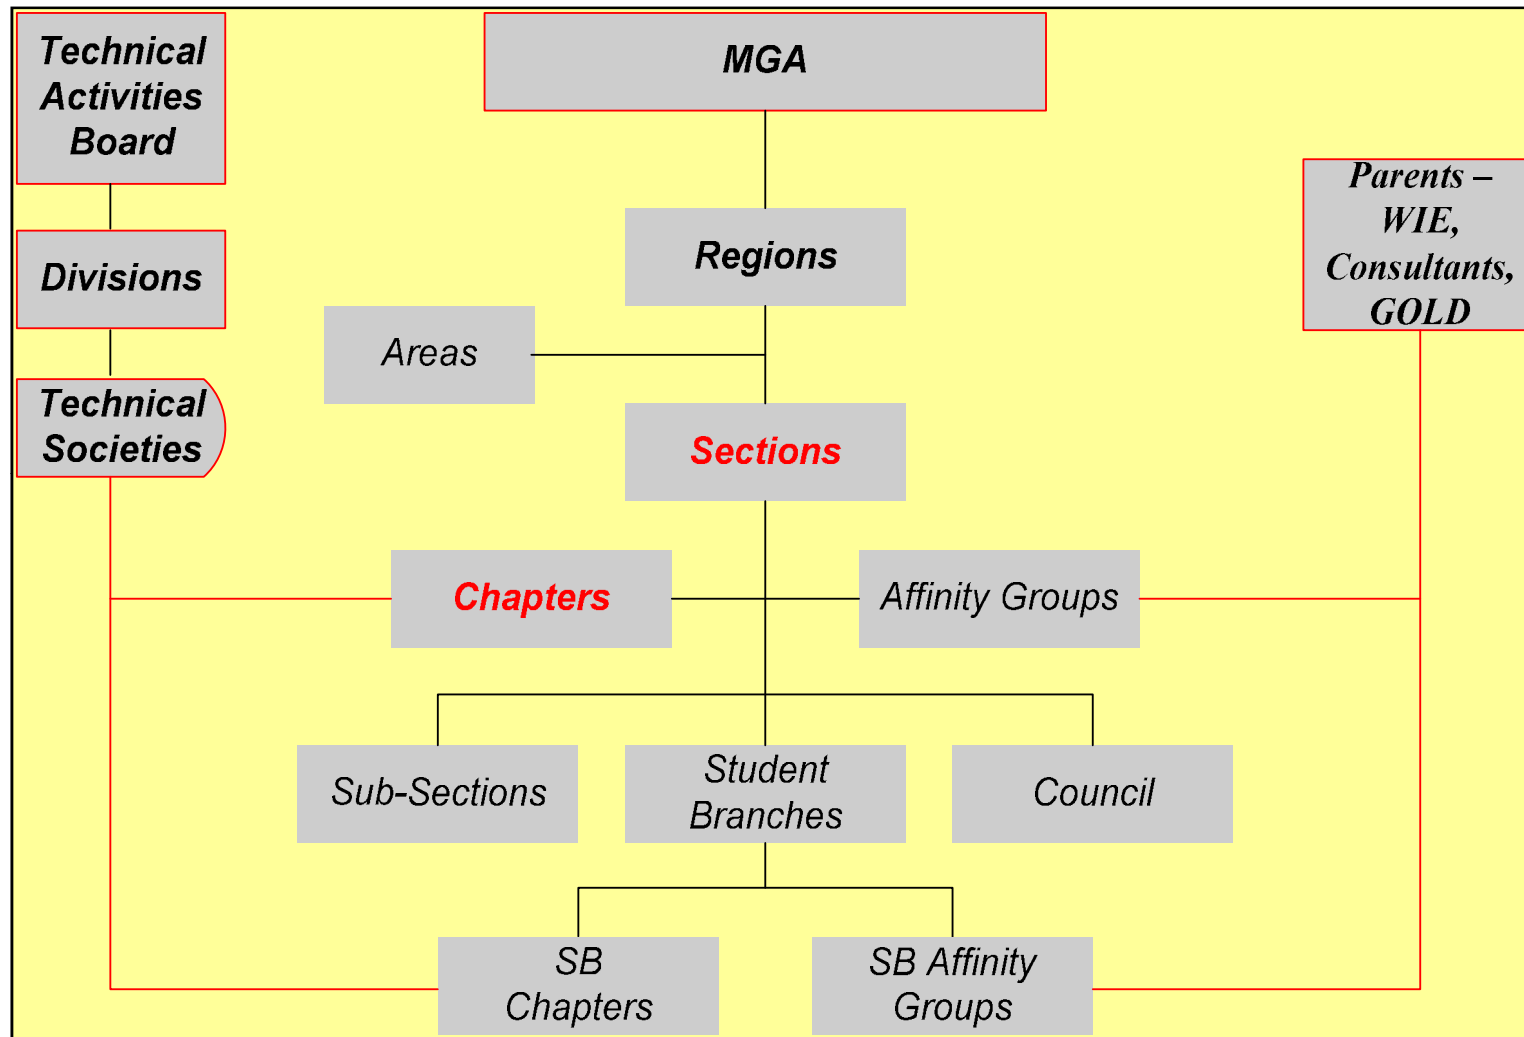 Technical
Activities
Board
MGA
Parents –
WIE,
Consultants,
GOLD
Divisions
Regions
Areas
Technical
Societies
Sections
Chapters
Affinity Groups
Sub-Sections
Student
Branches
Council
SB
Chapters
SB Affinity
Groups